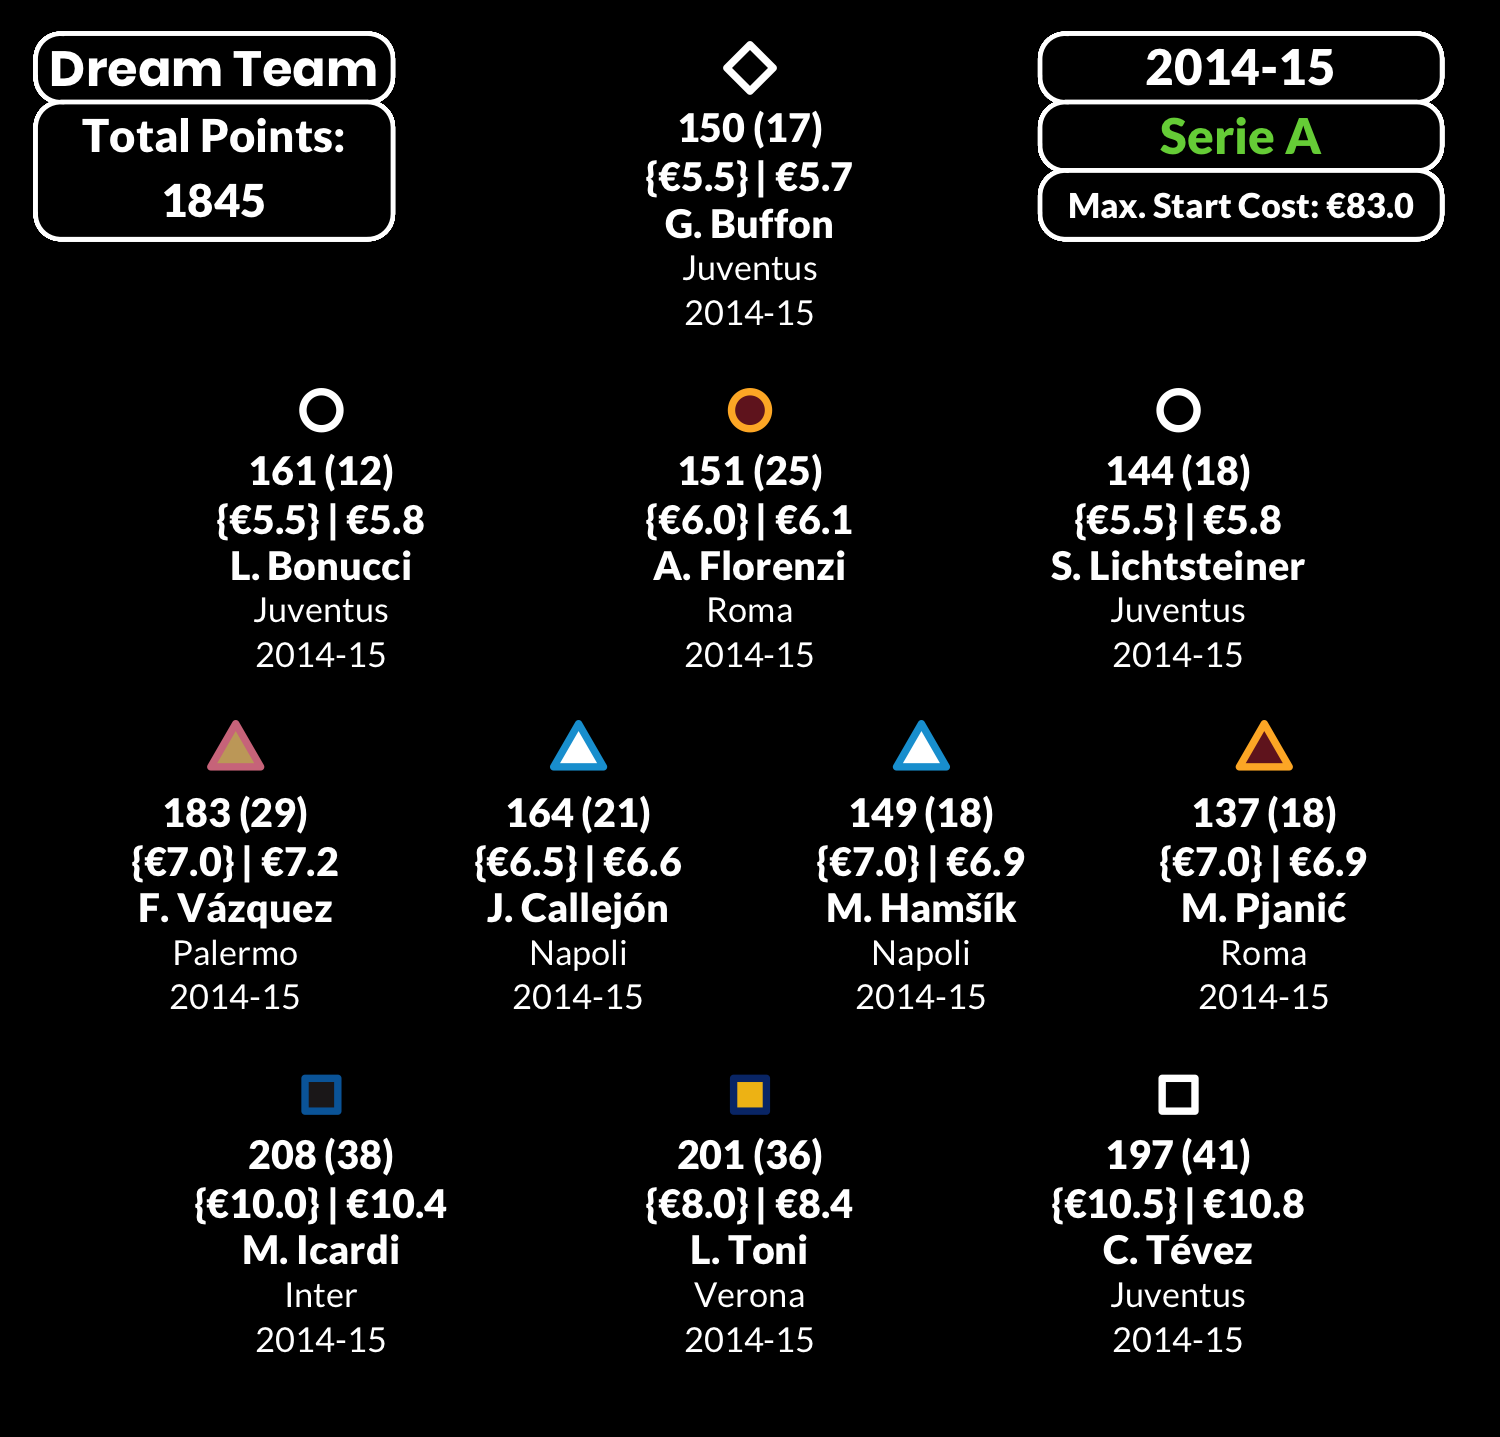 Dream Team
Total Points:
1845
2014-15
Serie A
Max. Start Cost: €83.0
150 (17)
{€5.5} | €5.7
G. Buffon
Juventus
2014-15
161 (12)
{€5.5} | €5.8
L. Bonucci
Juventus
2014-15
151 (25)
{€6.0} | €6.1
A. Florenzi
Roma
2014-15
144 (18)
{€5.5} | €5.8
S. Lichtsteiner
Juventus
2014-15
183 (29)
{€7.0} | €7.2
F. Vázquez
Palermo
2014-15
164 (21)
{€6.5} | €6.6
J. Callejón
Napoli
2014-15
149 (18)
{€7.0} | €6.9
M. Hamšík
Napoli
2014-15
137 (18)
{€7.0} | €6.9
M. Pjanić
Roma
2014-15
208 (38)
{€10.0} | €10.4
M. Icardi
Inter
2014-15
201 (36)
{€8.0} | €8.4
L. Toni
Verona
2014-15
197 (41)
{€10.5} | €10.8
C. Tévez
Juventus
2014-15